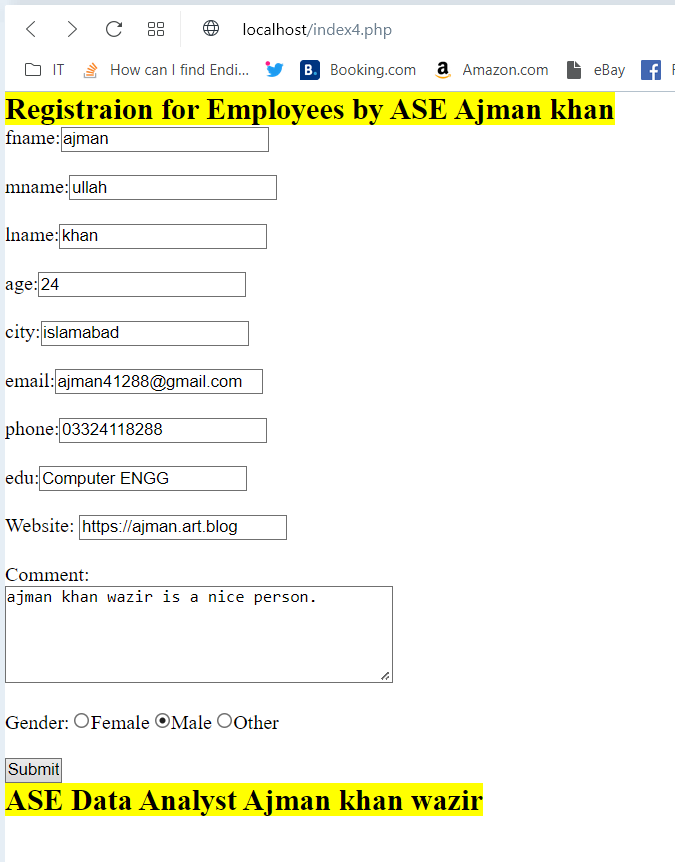 localhost/index4.php
IT How can I find Endi... B. Booking.com a Amazon.com eBay
Registraion for Employees by ASE Ajman khan
fname:ajman
mname:ullah
lname:khan
age:24
city:islamabad
email:ajman41288@gmail.com
phone:03324118288
edu:Computer ENGG
Website: https://ajman.art.blog
Comment:
ajman khan wazir is a nice person.
Gender: Female Male Other
Submit
ASE Data Analyst Ajman khan wazir